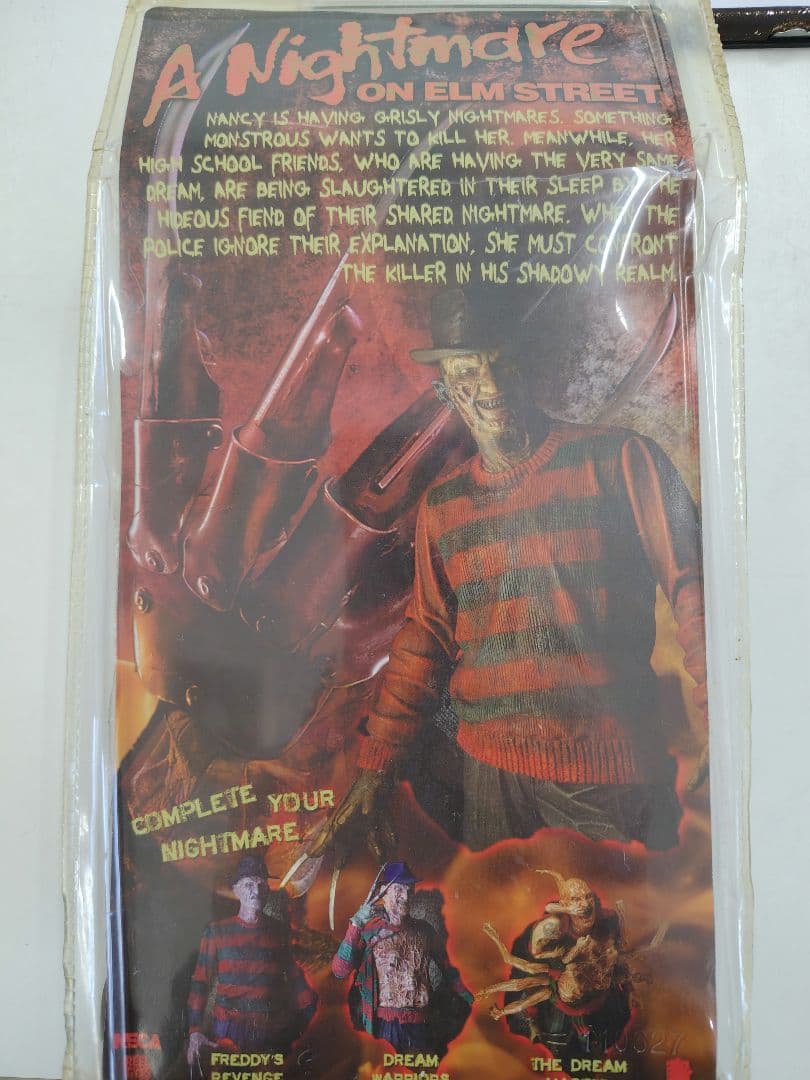 A Nightmare
ON ELM STREET
NANCY IS HAVING GRISLY NIGHTMARES. SOMETHING
MONSTROUS WANTS TO KILL HER. MEANWHILE, HER
HIGH SCHOOL FRIENDS, WHO ARE HAVING THE VERY SAME
DREAM, ARE BEING SLAUGHTERED IN THEIR SLEEP BY THE
HIDEOUS FIEND OF THEIR SHARED NIGHTMARE. WHEN THE
POLICE IGNORE THEIR EXPLANATION, SHE MUST CONFRONT
THE KILLER IN HIS SHADOWY REALM.
COMPLETE YOUR
NIGHTMARE
NECA
FREDDY'S
REVENGE
DREAM
WARRIORS
THE DREAM